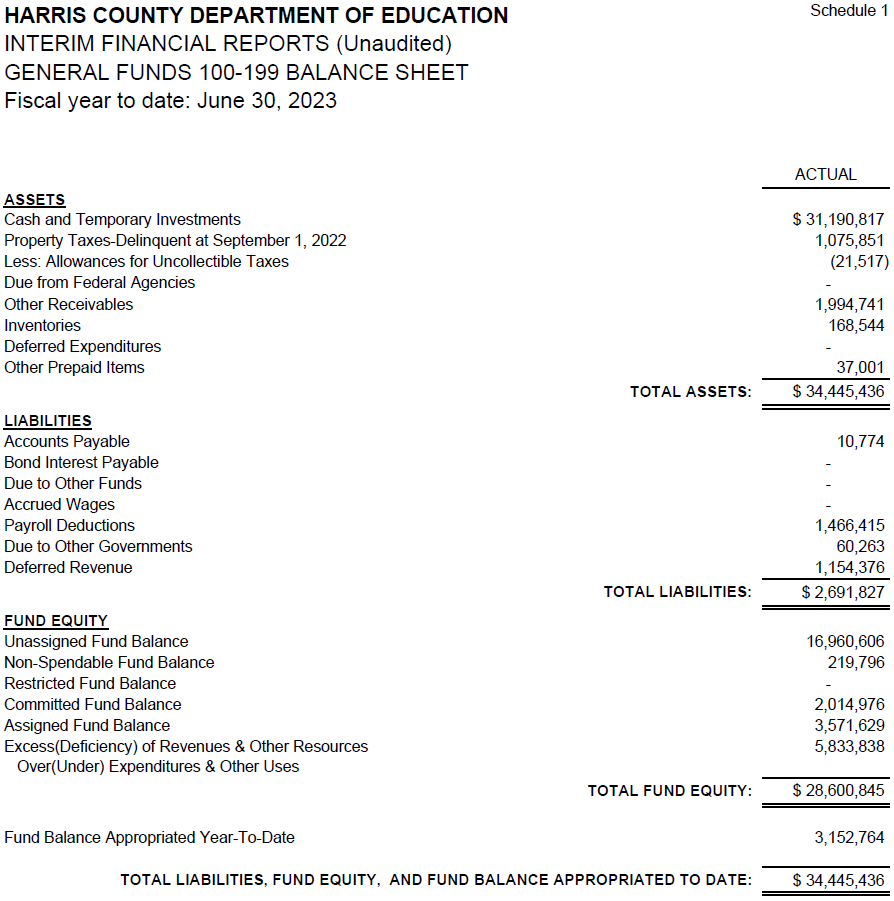 HARRIS COUNTY DEPARTMENT OF EDUCATION Schedule 1
INTERIM FINANCIAL REPORTS (Unaudited)
GENERAL FUNDS 100-199 BALANCE SHEET
Fiscal year to date: June 30, 2023
ACTUAL
ASSETS
Cash and Temporary Investments $ 31,190,817
Property Taxes-Delinquent at September 1, 2022 1,075,851
Less: Allowances for Uncollectible Taxes (21,517)
Due from Federal Agencies -
Other Receivables 1,994,741
Inventories 168,544
Deferred Expenditures -
Other Prepaid Items 37,001
TOTAL ASSETS: $ 34,445,436
LIABILITIES
Accounts Payable 10,774
Bond Interest Payable -
Due to Other Funds -
Accrued Wages -
Payroll Deductions 1,466,415
Due to Other Governments 60,263
Deferred Revenue 1,154,376
TOTAL LIABILITIES: $ 2,691,827
FUND EQUITY
Unassigned Fund Balance 16,960,606
Non-Spendable Fund Balance 219,796
Restricted Fund Balance -
Committed Fund Balance 2,014,976
Assigned Fund Balance 3,571,629
Excess(Deficiency) of Revenues & Other Resources 5,833,838
Over(Under) Expenditures & Other Uses
TOTAL FUND EQUITY: $ 28,600,845
Fund Balance Appropriated Year-To-Date 3,152,764
TOTAL LIABILITIES, FUND EQUITY, AND FUND BALANCE APPROPRIATED TO DATE: $ 34,445,436